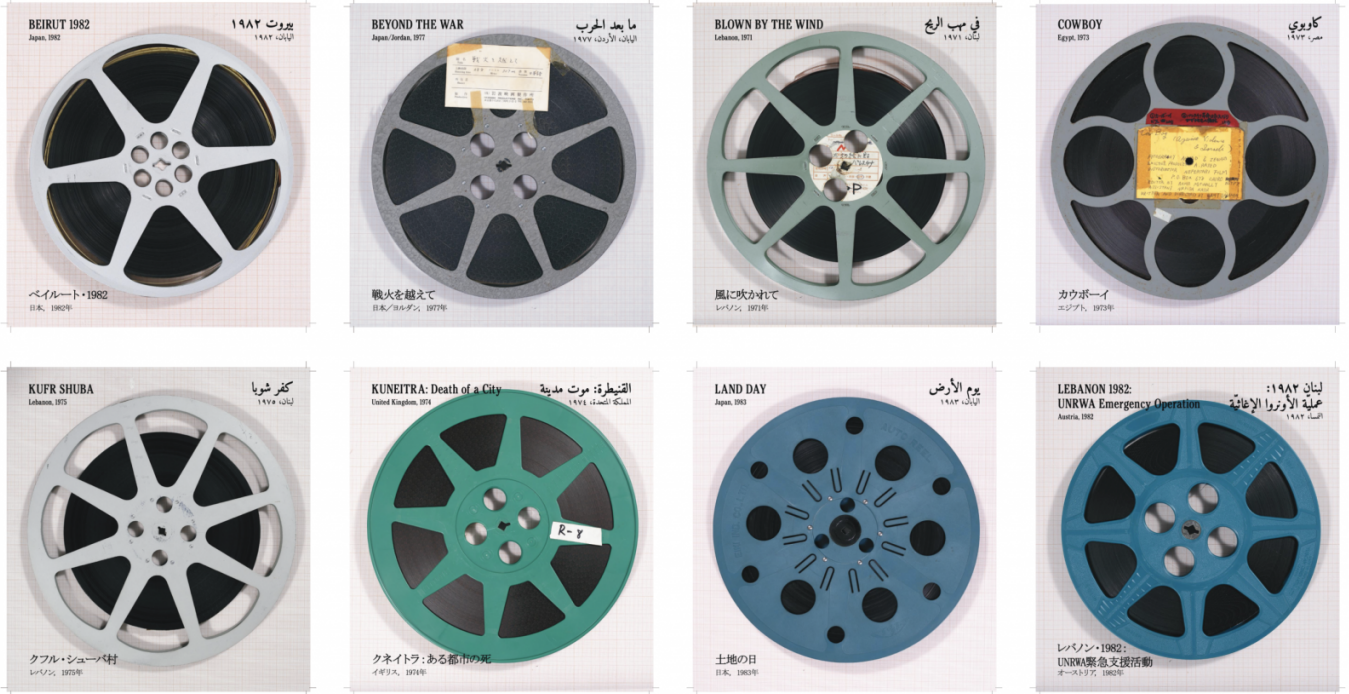 BEIRUT 1982
Japan, 1982
بيروت ١٩٨٢
اليابان، ١٩٨٢
ベイルート・1982
日本, 1982年
BEYOND THE WAR
Japan/Jordan, 1977
ما بعد الحرب
اليابان، الأردن، ١٩٧٧
戦火を越えて
日本/ヨルダン, 1977年
BLOWN BY THE WIND
Lebanon, 1971
في مهب الريح
لبنان، ١٩٧١
P
風に吹かれて
レバノン, 1971年
COWBOY
Egypt, 1973
كاوبوي
مصر، ١٩٧٣
カウボーイ
エジプト, 1973年
KUFR SHUBA
Lebanon, 1975
كفر شوبا
لبنان، ١٩٧٥
クフル・シューバ村
レバノン, 1975年
KUNEITRA: Death of a City
United Kingdom, 1974
القنيطرة: موت مدينة
المملكة المتحدة، ١٩٧٤
R-8
クネイトラ:ある都市の死
イギリス, 1974年
LAND DAY
Japan, 1983
يوم الأرض
اليابان، ١٩٨٣
土地の日
日本, 1983年
LEBANON 1982:
UNRWA Emergency Operation
Austria, 1982
لبنان ١٩٨٢:
عمليّة الأونروا الإغاثيّة
النمسا، ١٩٨٢
レバノン・1982:
UNRWA緊急支援活動
オーストリア, 1982年